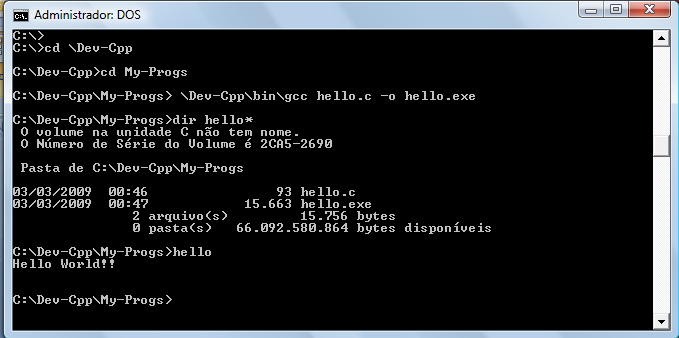 Administrador: DOS
C:\>
C:\>cd \Dev-Cpp
C:\Dev-Cpp>cd My-Progs
C:\Dev-Cpp\My-Progs> \Dev-Cpp\bin\gcc hello.c -o hello.exe
C:\Dev-Cpp\My-Progs>dir hello*
O volume na unidade C não tem nome.
O Número de Série do Volume é 2CA5-2690
Pasta de C:\Dev-Cpp\My-Progs
03/03/2009  00:46                93 hello.c
03/03/2009  00:47            15.663 hello.exe
2 arquivo(s)         15.756 bytes
0 pasta(s)   66.092.580.864 bytes disponíveis
C:\Dev-Cpp\My-Progs>hello
Hello World!!
C:\Dev-Cpp\My-Progs>